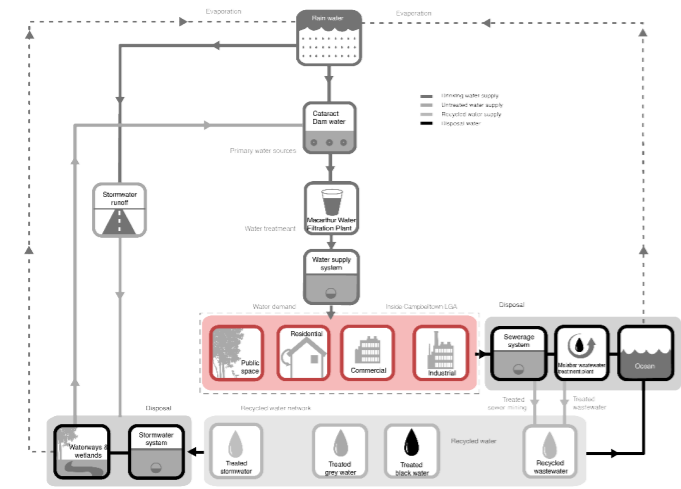 Evaporation
Rain water
Evaporation
Drinking water supply
Untreated water supply
Recycled water supply
Disposal water
Cataract
Dam water
Primary water sources
Stormwater
runoff
Macarthur Water
Filtration Plant
Water treatmeant
Water supply
system
Water demand
Inside Campbelltown LGA
Disposal
Public
space
Residential
Commercial
Industrial
Sewerage
system
Malabar wastewater
treatment plant
Ocean
Treated
sewer mining
Treated
wastewater
Disposal
Recycled water network
Waterways &
wetlands
Stormwater
system
Treated
stormwater
Treated
grey water
Treated
black water
Recycled water
Recycled
wastewater